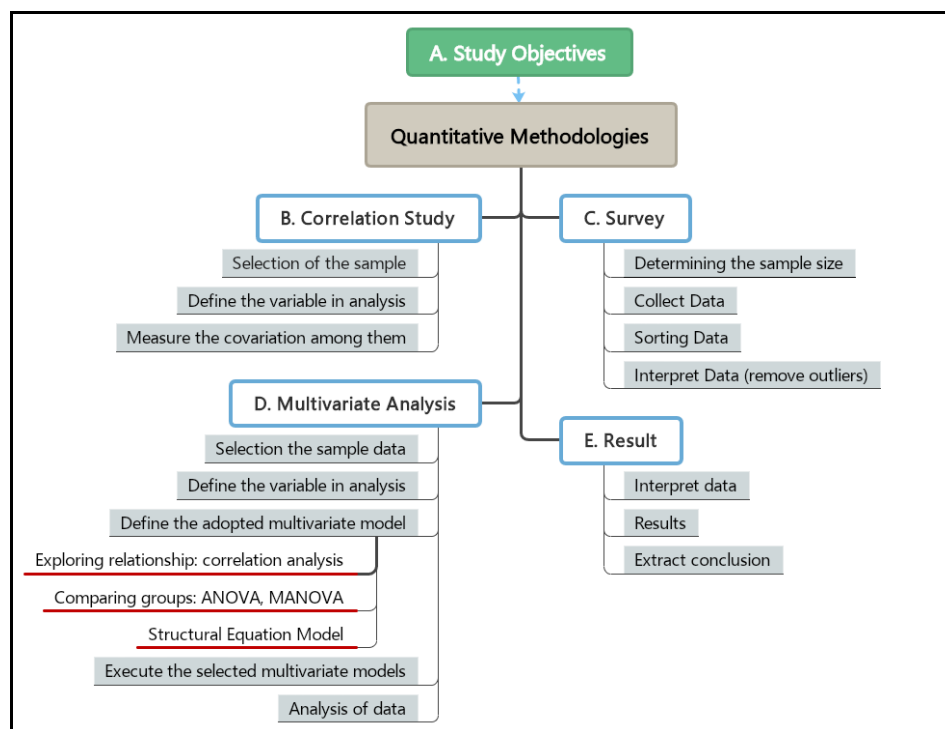 A. Study Objectives
Quantitative Methodologies
B. Correlation Study
Selection of the sample
Define the variable in analysis
Measure the covariation among them
C. Survey
Determining the sample size
Collect Data
Sorting Data
Interpret Data (remove outliers)
D. Multivariate Analysis
Selection the sample data
Define the variable in analysis
Define the adopted multivariate model
Exploring relationship: correlation analysis
Comparing groups: ANOVA, MANOVA
Structural Equation Model
Execute the selected multivariate models
Analysis of data
E. Result
Interpret data
Results
Extract conclusion